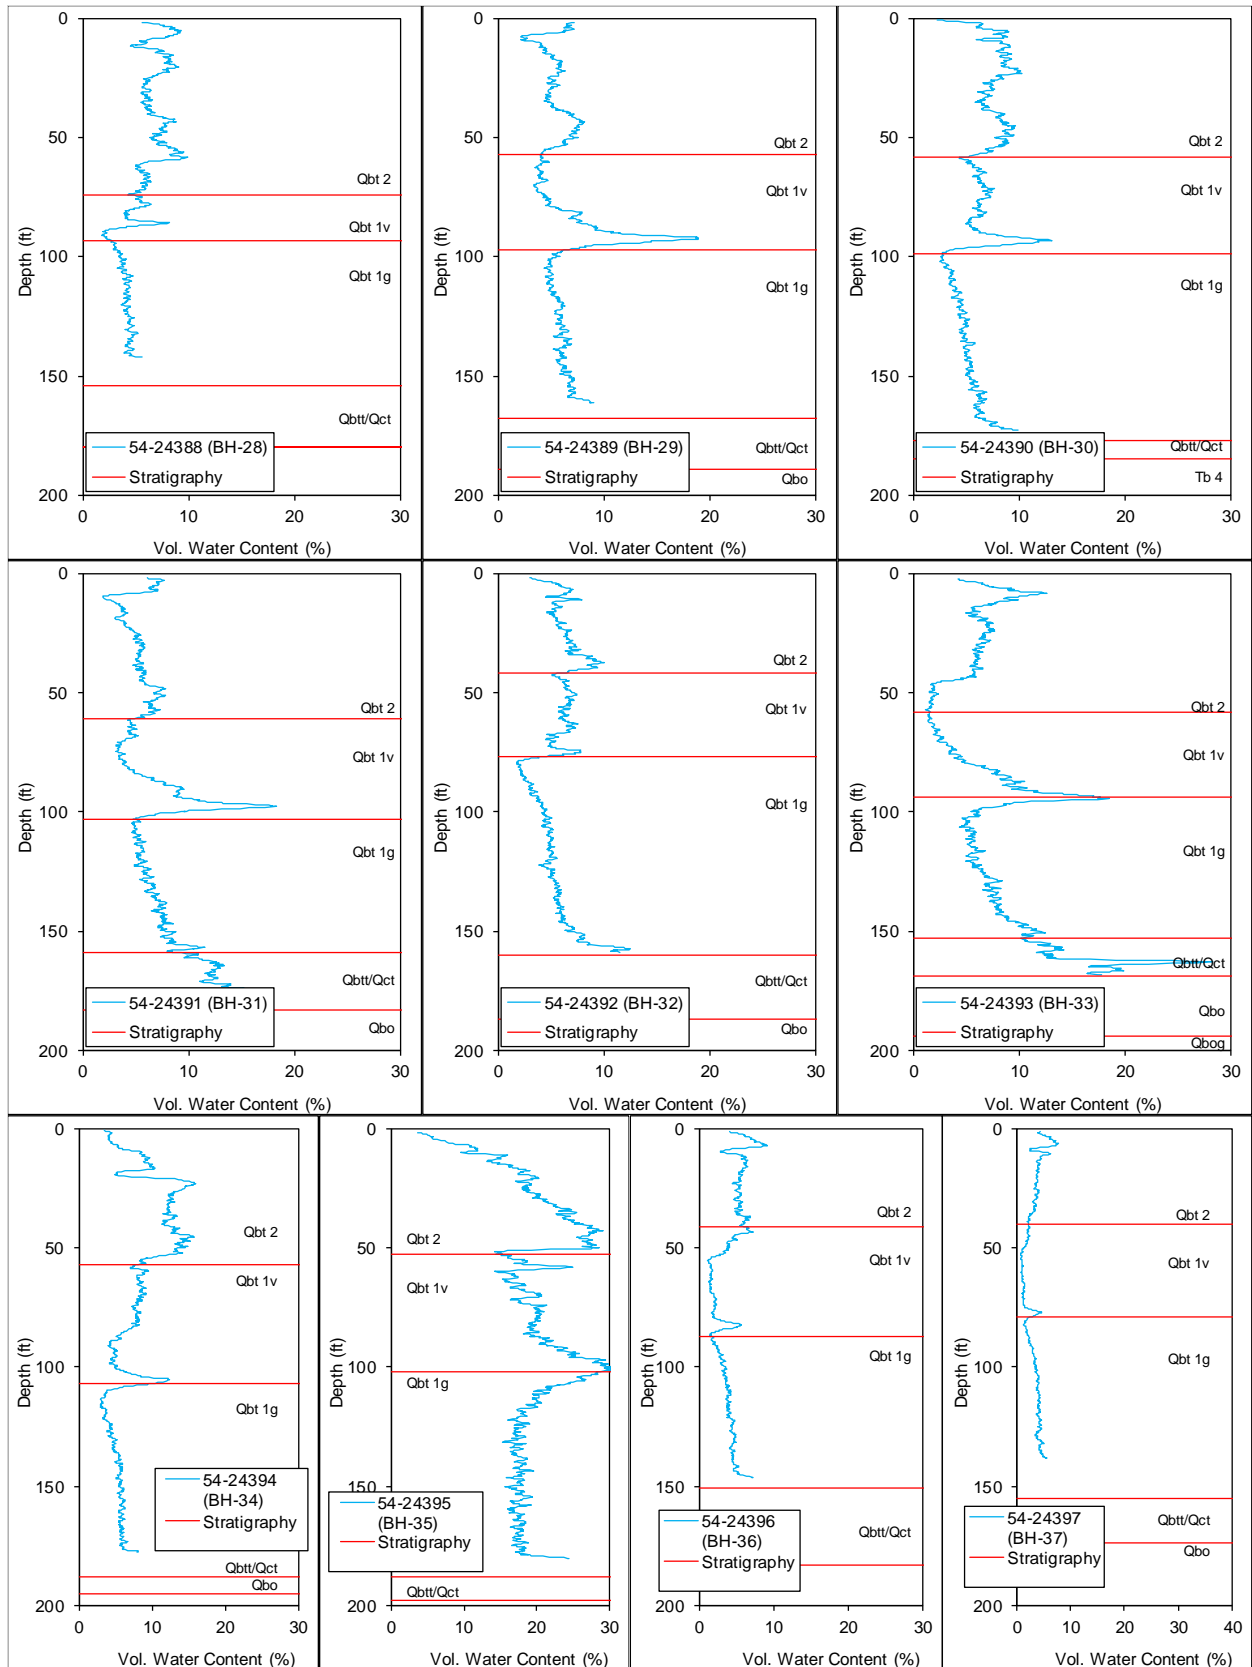 0
50
100
150
200
Depth (ft)
Qbt 2
Qbt 1v
Qbt 1g
Qbtt/Qct
54-24388 (BH-28)
Stratigraphy
0 10 20 30
Vol. Water Content (%)
0
50
100
150
200
Depth (ft)
Qbt 2
Qbt 1v
Qbt 1g
Qbtt/Qct
Qbo
54-24389 (BH-29)
Stratigraphy
0 10 20 30
Vol. Water Content (%)
0
50
100
150
200
Depth (ft)
Qbt 2
Qbt 1v
Qbt 1g
Qbtt/Qct
Tb 4
54-24390 (BH-30)
Stratigraphy
0 10 20 30
Vol. Water Content (%)
0
50
100
150
200
Depth (ft)
Qbt 2
Qbt 1v
Qbt 1g
Qbtt/Qct
Qbo
54-24391 (BH-31)
Stratigraphy
0 10 20 30
Vol. Water Content (%)
0
50
100
150
200
Depth (ft)
Qbt 2
Qbt 1v
Qbt 1g
Qbtt/Qct
Qbo
54-24392 (BH-32)
Stratigraphy
0 10 20 30
Vol. Water Content (%)
0
50
100
150
200
Depth (ft)
Qbt 2
Qbt 1v
Qbt 1g
Qbtt/Qct
Qbo
Qbog
54-24393 (BH-33)
Stratigraphy
0 10 20 30
Vol. Water Content (%)
0
50
100
150
200
Depth (ft)
Qbt 2
Qbt 1v
Qbt 1g
54-24394
(BH-34)
Stratigraphy
Qbtt/Qct
Qbo
0 10 20 30
Vol. Water Content (%)
0
50
100
150
200
Depth (ft)
Qbt 2
Qbt 1v
Qbt 1g
54-24395
(BH-35)
Stratigraphy
Qbtt/Qct
0 10 20 30
Vol. Water Content (%)
0
50
100
150
200
Depth (ft)
Qbt 2
Qbt 1v
Qbt 1g
Qbtt/Qct
54-24396
(BH-36)
Stratigraphy
0 10 20 30
Vol. Water Content (%)
0
50
100
150
200
Depth (ft)
Qbt 2
Qbt 1v
Qbt 1g
Qbtt/Qct
Qbo
54-24397
(BH-37)
Stratigraphy
0 10 20 30 40
Vol. Water Content (%)